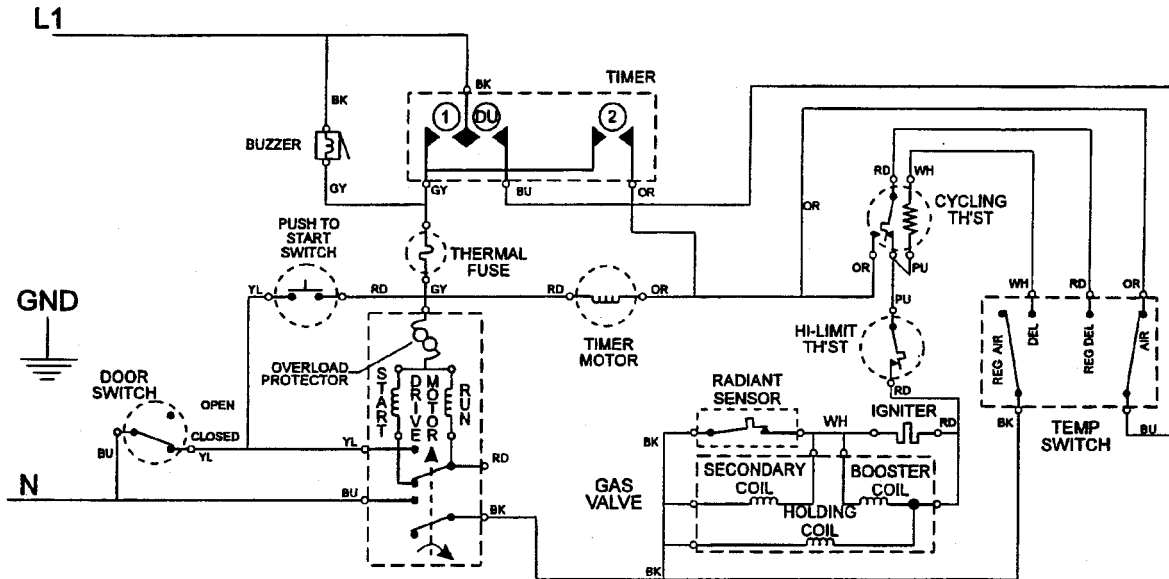 L1
BK
TIMER
BK
1
DU
2
BUZZER
GY
GY
BU
OR
RD
WH
CYCLING
TH'ST
OR
PUSH TO
START
SWITCH
THERMAL
FUSE
OR
PU
YL
RD
GY
RD
OR
WH
RD
OR
GND
TIMER
MOTOR
PU
HI-LIMIT
TH'ST
REG AIR
DEL
REG DEL
AIR
OVERLOAD
PROTECTOR
START
DRIVE
MOTOR
RUN
DOOR
SWITCH
OPEN
CLOSED
BU
YL
YL
RADIANT
SENSOR
RD
WH
IGNITER
RD
BK
BK
TEMP
SWITCH
BU
RD
N
BU
BK
GAS
VALVE
SECONDARY
COIL
BOOSTER
COIL
HOLDING
COIL
BK